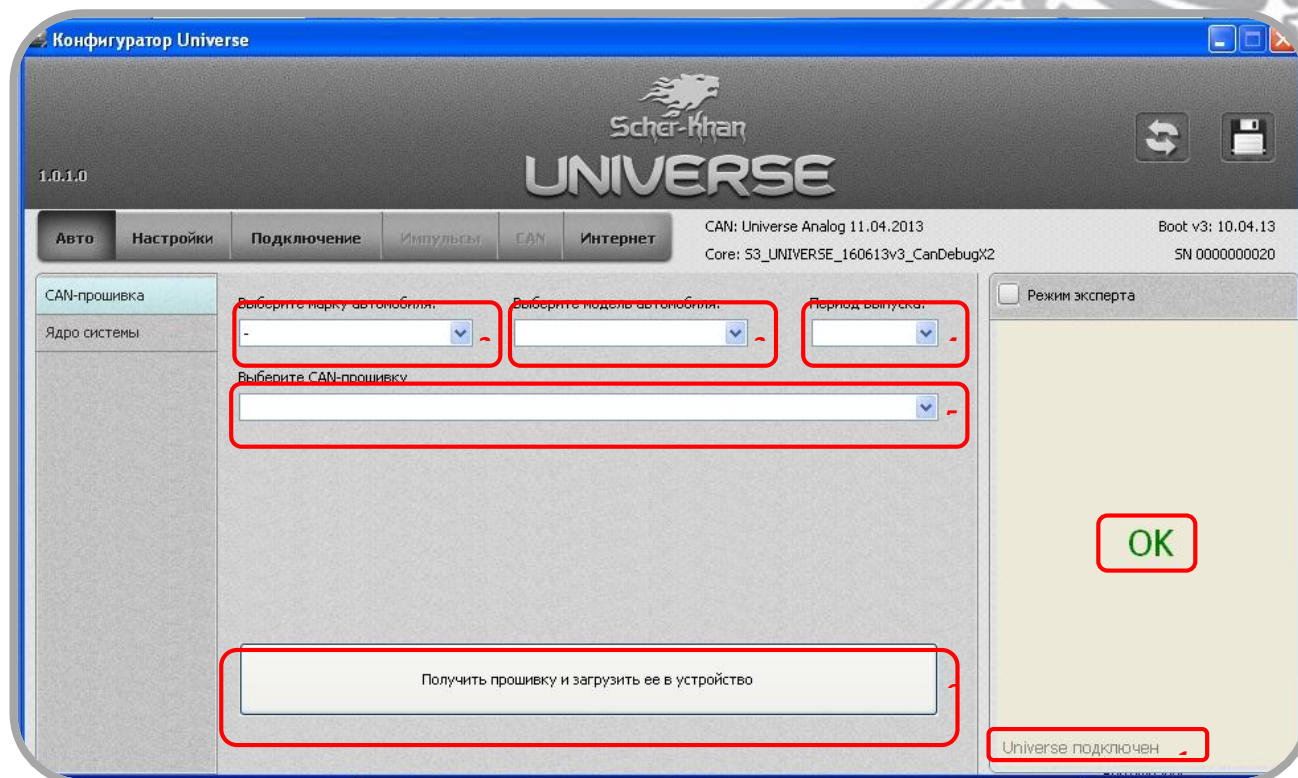 Конфигуратор Universe
Scher-Khan
UNIVERSE
1.0.1.0
Авто
Настройки
Подключение
Импульсы
CAN
Интернет
CAN: Universe Analog 11.04.2013
Core: S3_UNIVERSE_160613v3_CanDebugX2
Boot v3: 10.04.13
SN 0000000020
CAN-прошивка
Ядро системы
Выберите марку автомобиля:
Выберите модель автомобиля:
Период выпуска:
-
Выберите CAN-прошивку
Режим эксперта
OK
Получить прошивку и загрузить ее в устройство
Universe подключен